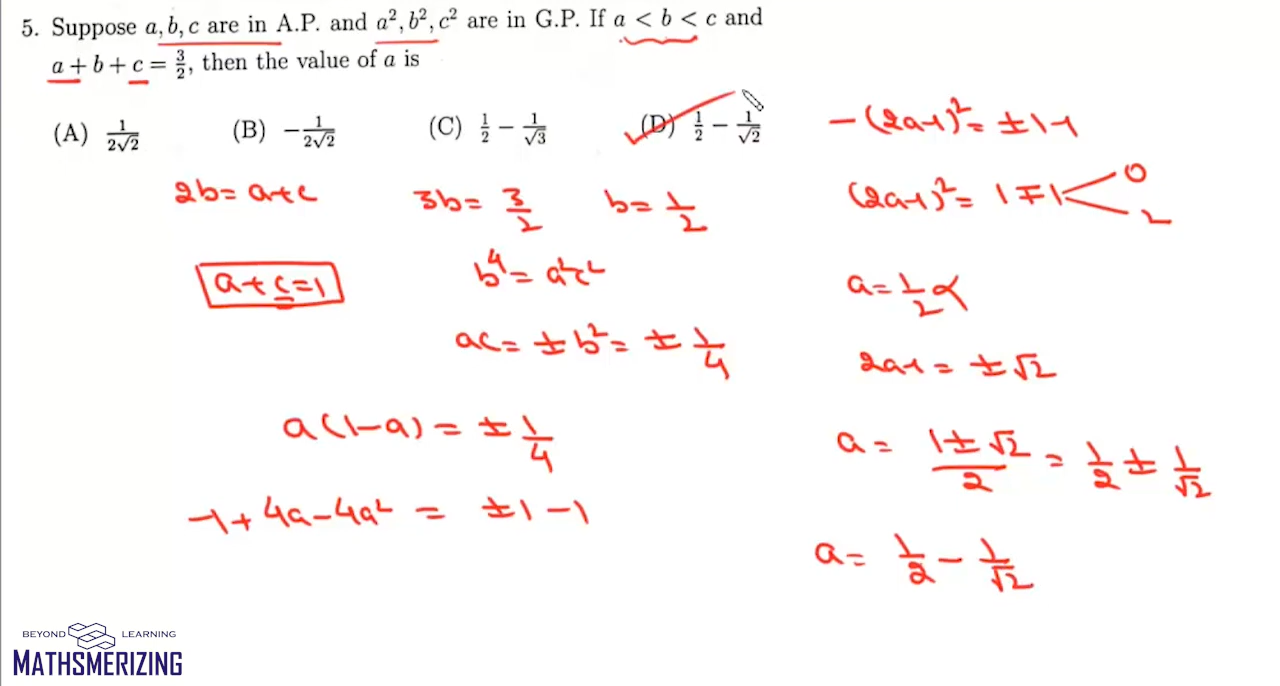 5. Suppose a, b, c are in A.P. and a², b², c² are in G.P. If a < b < c and
a + b + c = 3/2, then the value of a is
(A) 1/2√2 (B) −1/2√2 (C) 1/2 − 1/√3 (D) 1/2 − 1/√2
2b = a+c 3b = 3/2 b = 1/2
a+c=1
b⁴ = a²c²
ac = ± b² = ± 1/4
a(1−a) = ± 1/4
−1 + 4a − 4a² = ±1 − 1
−(2a−1)² = ±1−1
(2a−1)² = 1 ∓ 1 0
2
a = 1/2 ×
2a−1 = ± √2
a = 1 ± √2 / 2 = 1/2 ± 1/√2
a = 1/2 − 1/√2
BEYOND LEARNING
MATHSMERIZING